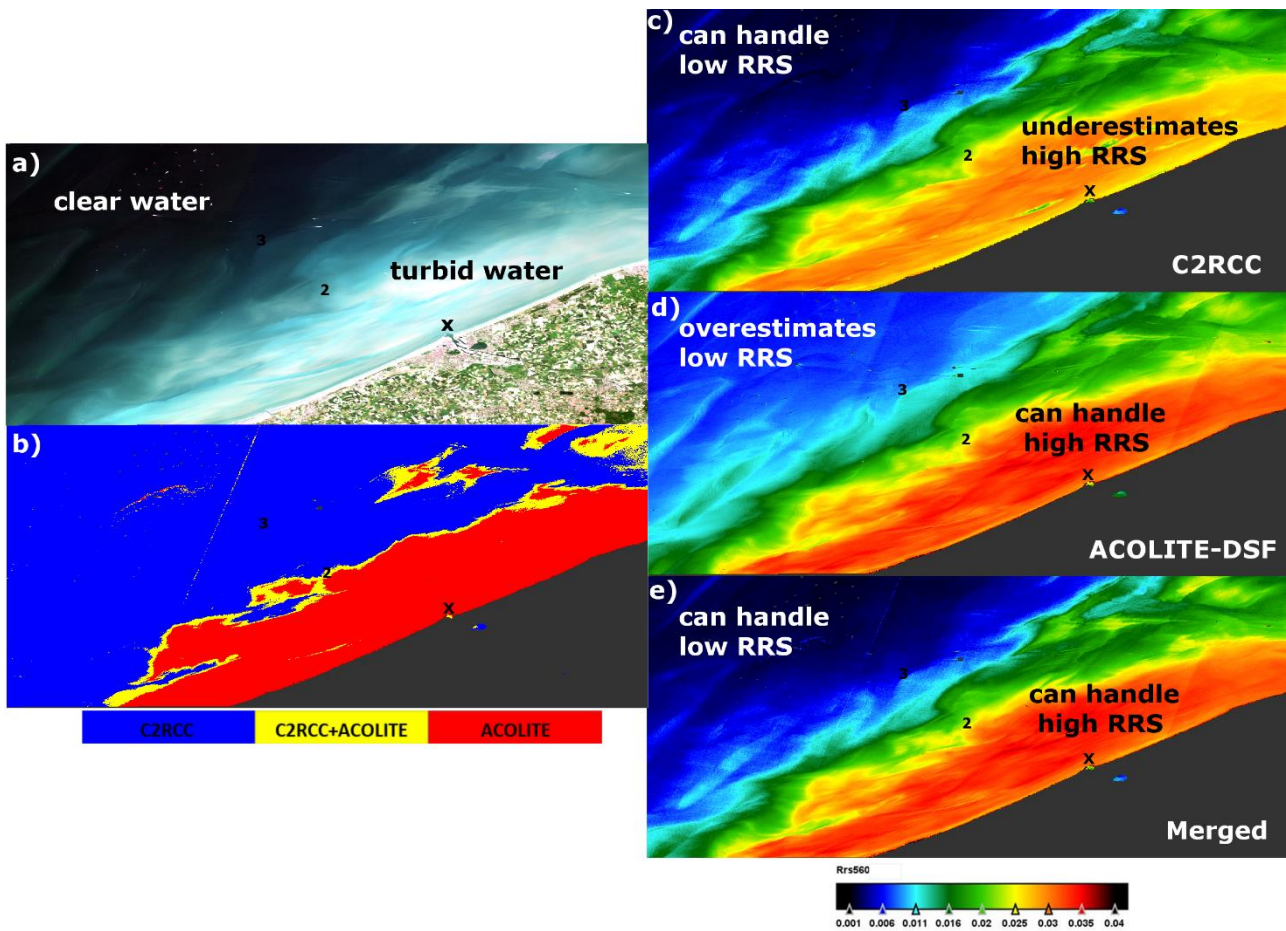 a)
clear water
3
2
turbid water
x
b)
3
2
x
C2RCC
C2RCC+ACOLITE
ACOLITE
c)
can handle
low RRS
3
underestimates
high RRS
2
x
C2RCC
d)
overestimates
low RRS
3
can handle
high RRS
2
x
ACOLITE-DSF
e)
can handle
low RRS
3
can handle
high RRS
2
x
Merged
Rrs560
0.001 0.006 0.011 0.016 0.02 0.025 0.03 0.035 0.04